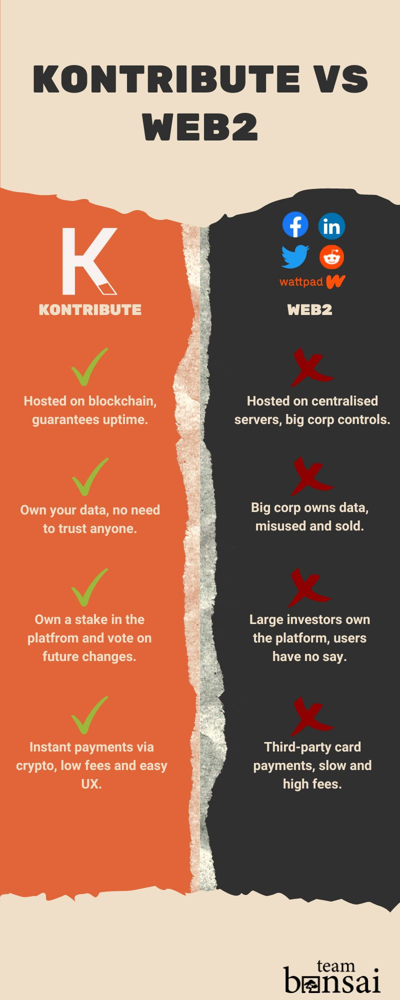 KONTRIBUTE VS
WEB2
K
KONTRIBUTE
f
in
wattpad W
WEB2
Hosted on blockchain,
guarantees uptime.
Hosted on centralised
servers, big corp controls.
Own your data, no need
to trust anyone.
Big corp owns data,
misused and sold.
Own a stake in the
platfrom and vote on
future changes.
Large investors own
the platform, users
have no say.
Instant payments via
crypto, low fees and easy
UX.
Third-party card
payments, slow and
high fees.
team
bonsai